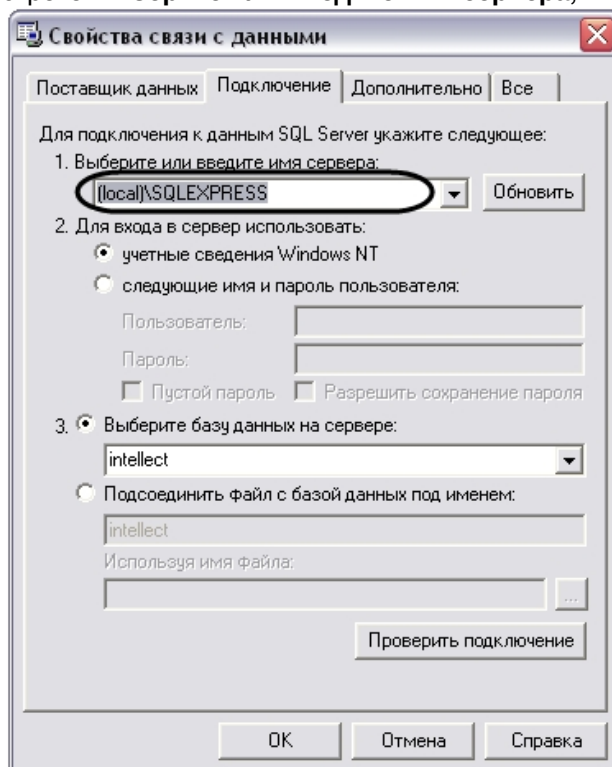 Свойства связи с данными
Поставщик данных Подключение Дополнительно Все
Для подключения к данным SQL Server укажите следующее:
1. Выберите или введите имя сервера:
(local)\SQLEXPRESS Обновить
2. Для входа в сервер использовать:
учетные сведения Windows NT
следующие имя и пароль пользователя:
Пользователь:
Пароль:
Пустой пароль Разрешить сохранение пароля
3. Выберите базу данных на сервере:
intellect
Подсоединить файл с базой данных под именем:
intellect
Используя имя файла:
...
Проверить подключение
OK Отмена Справка